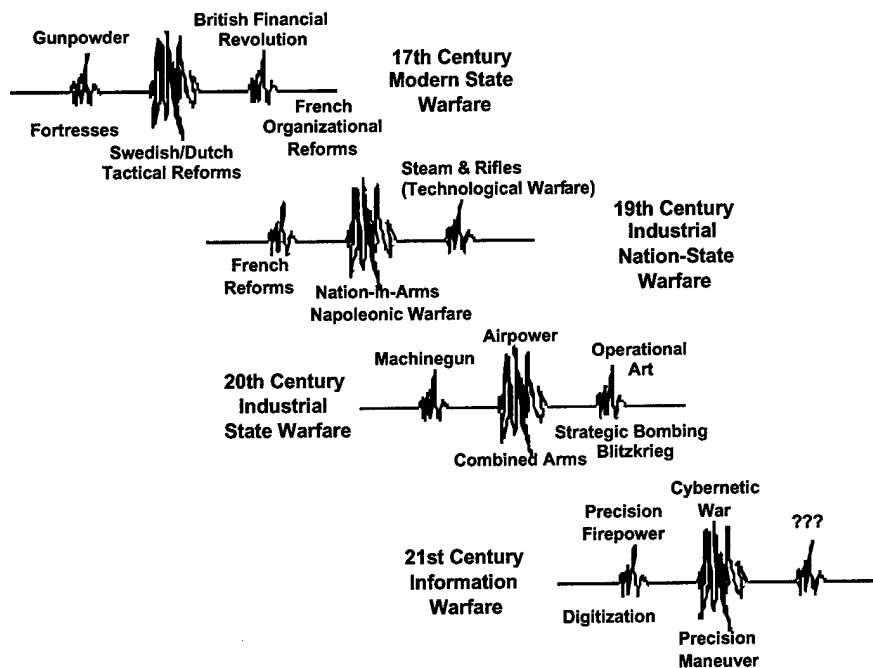 British Financial
Revolution
Gunpowder
17th Century
Modern State
Warfare
Fortresses
French
Organizational
Reforms
Swedish/Dutch
Tactical Reforms
Steam & Rifles
(Technological Warfare)
19th Century
Industrial
Nation-State
Warfare
French
Reforms
Nation-in-Arms
Napoleonic Warfare
Airpower
Machinegun
Operational
Art
20th Century
Industrial
State Warfare
Strategic Bombing
Blitzkrieg
Combined Arms
Cybernetic
War
Precision
Firepower
???
21st Century
Information
Warfare
Digitization
Precision
Maneuver